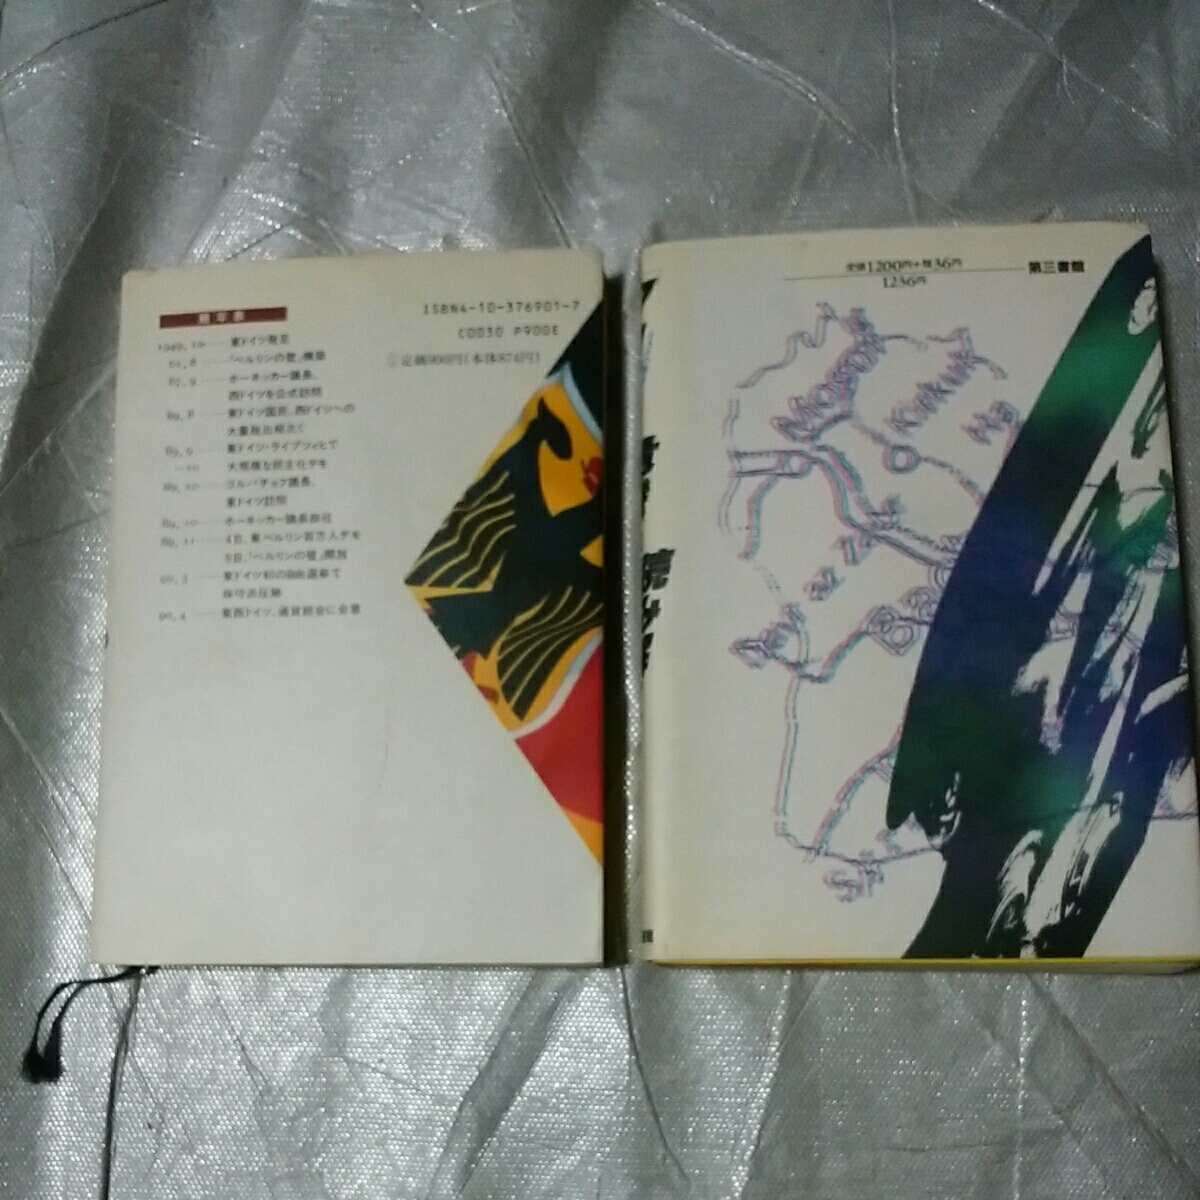 略年表
1949, 10 東ドイツ発足
61, 8 「ベルリンの壁」構築
87, 9 ホーネッカー議長、
西ドイツを公式訪問
89, 8 東ドイツ国民、西ドイツへの
大量脱出相次ぐ
89, 9 東ドイツ・ライプツィヒで
—10 大規模な民主化デモ
89, 10 ゴルバチョフ議長、
東ドイツ訪問
89, 10 ホーネッカー議長辞任
89, 11 4日、東ベルリン百万人デモ
9日、「ベルリンの壁」開放
90, 3 東ドイツ初の自由選挙で
保守派圧勝
90, 4 東西ドイツ、通貨統合に合意
ISBN4-10-376901-7
C0030 P900E
定価900円(本体874円)
定価1200円+税36円
1236円
第三書館
Mosul
Kirkuk
Ha
az Za